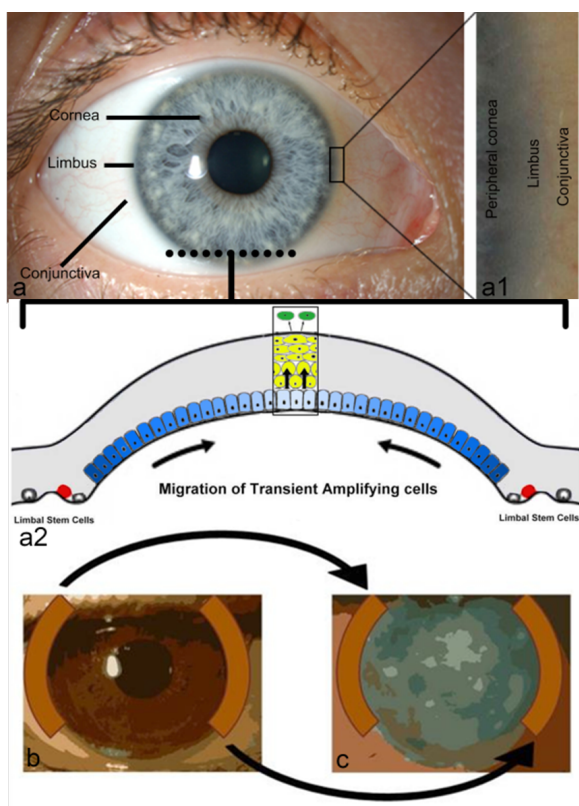 Cornea
Limbus
Conjunctiva
a
Peripheral cornea
Limbus
Conjunctiva
a1
Migration of Transient Amplifying cells
Limbal Stem Cells
Limbal Stem Cells
a2
b
c